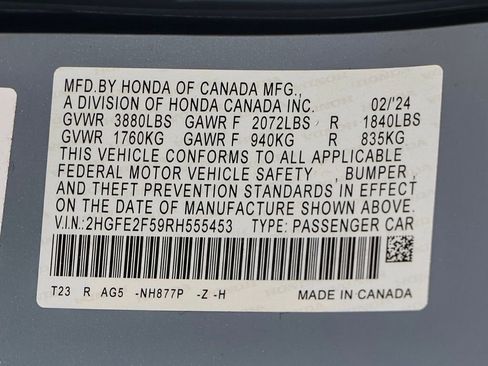 MFD.BY HONDA OF CANADA MFG.,
A DIVISION OF HONDA CANADA INC. 02/'24
GVWR 3880LBS GAWR F 2072LBS R 1840LBS
GVWR 1760KG GAWR F 940KG R 835KG
THIS VEHICLE CONFORMS TO ALL APPLICABLE
FEDERAL MOTOR VEHICLE SAFETY , BUMPER ,
AND THEFT PREVENTION STANDARDS IN EFFECT
ON THE DATE OF MANUFACTURE SHOWN ABOVE.
V.I.N.:2HGFE2F59RH555453 TYPE: PASSENGER CAR
T23 R AG5 -NH877P -Z -H MADE IN CANADA